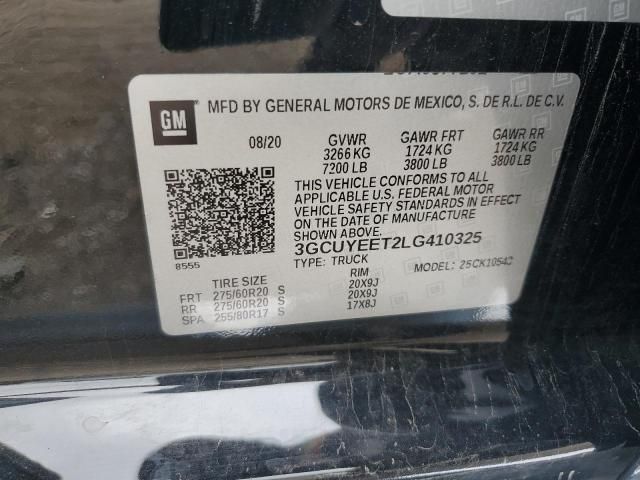 GM
MFD BY GENERAL MOTORS DE MEXICO, S. DE R.L. DE C.V.
08/20 GVWR GAWR FRT GAWR RR
3266 KG 1724 KG 1724 KG
7200 LB 3800 LB 3800 LB
THIS VEHICLE CONFORMS TO ALL
APPLICABLE U.S. FEDERAL MOTOR
VEHICLE SAFETY STANDARDS IN EFFECT
ON THE DATE OF MANUFACTURE SHOWN ABOVE.
3GCUYEET2LG410325
8555
TYPE: TRUCK MODEL:
TIRE SIZE RIM
FRT 275/60R20 S 20X9J
RR 275/60R20 S 20X9J
SPA 255/80R17 S 17X8J